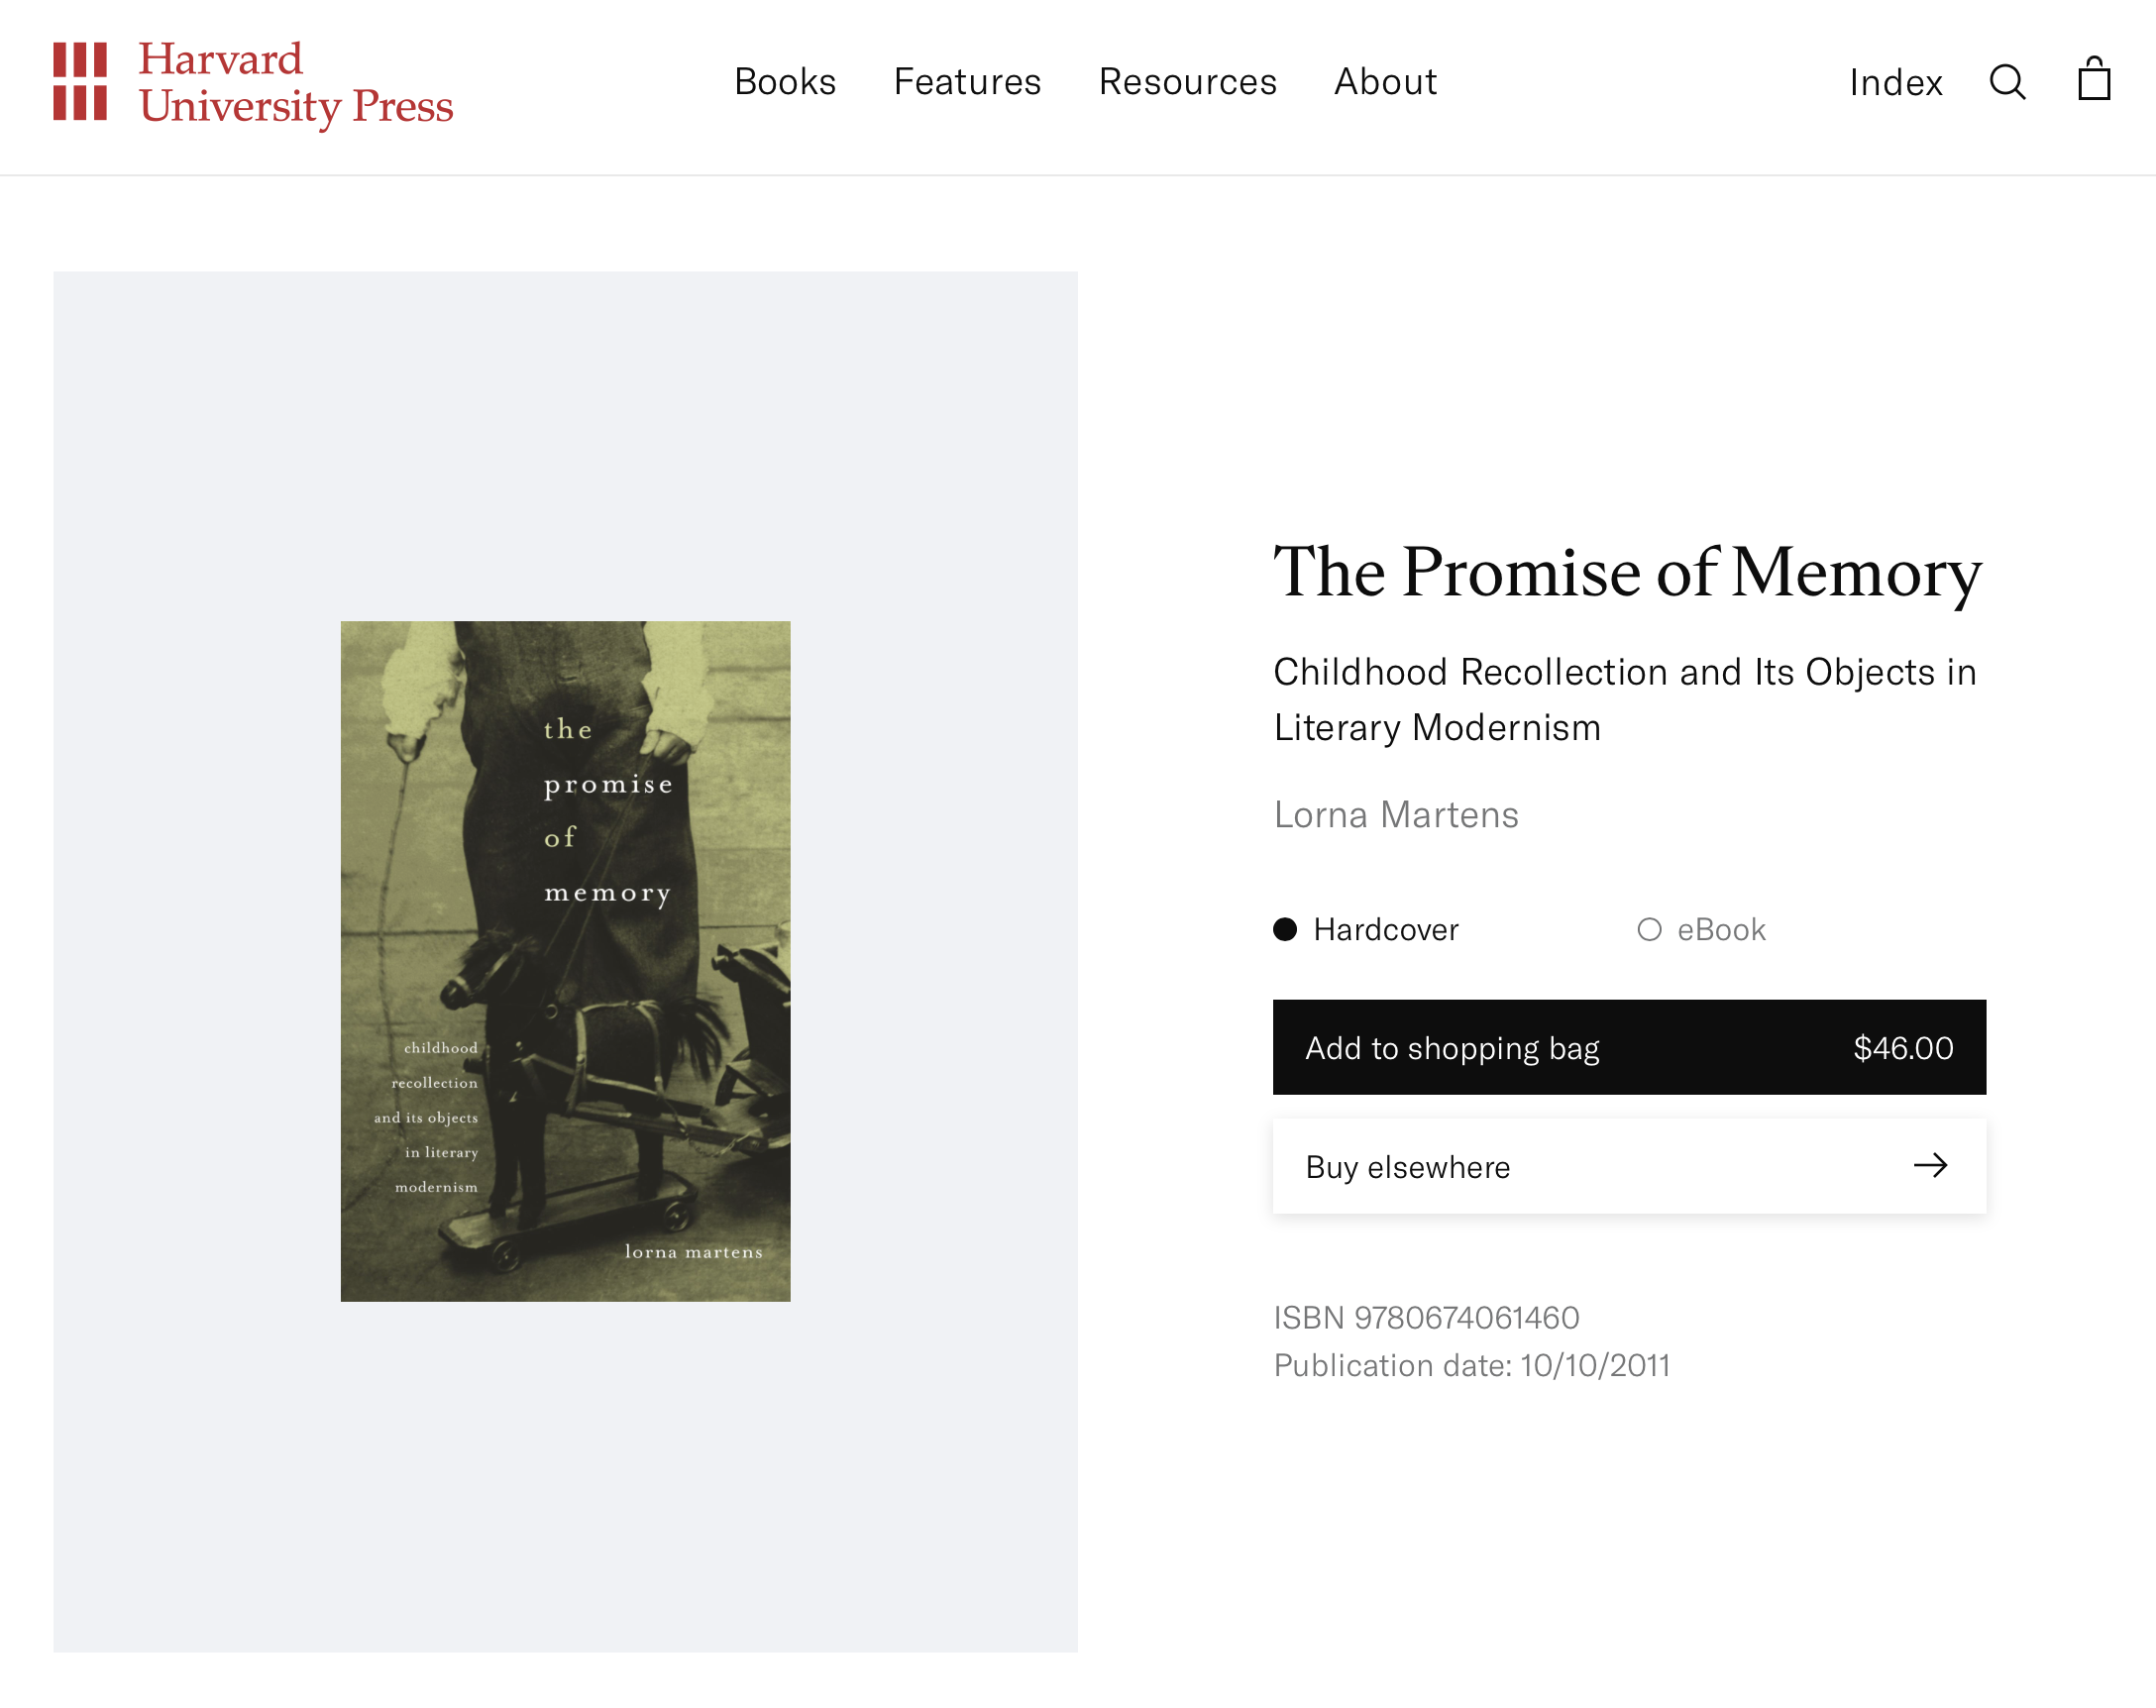 Harvard
University Press
Books Features Resources About Index
the
promise
of
memory
childhood
recollection
and its objects
in literary
modernism
lorna martens
The Promise of Memory
Childhood Recollection and Its Objects in
Literary Modernism
Lorna Martens
Hardcover eBook
Add to shopping bag $46.00
Buy elsewhere
ISBN 9780674061460
Publication date: 10/10/2011